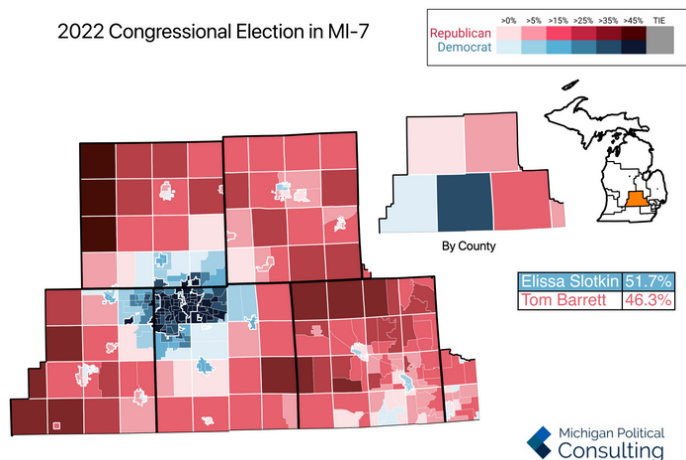 2022 Congressional Election in MI-7
>0% >5% >15% >25% >35% >45% TIE
Republican
Democrat
By County
Elissa Slotkin 51.7%
Tom Barrett 46.3%
Michigan Political
Consulting